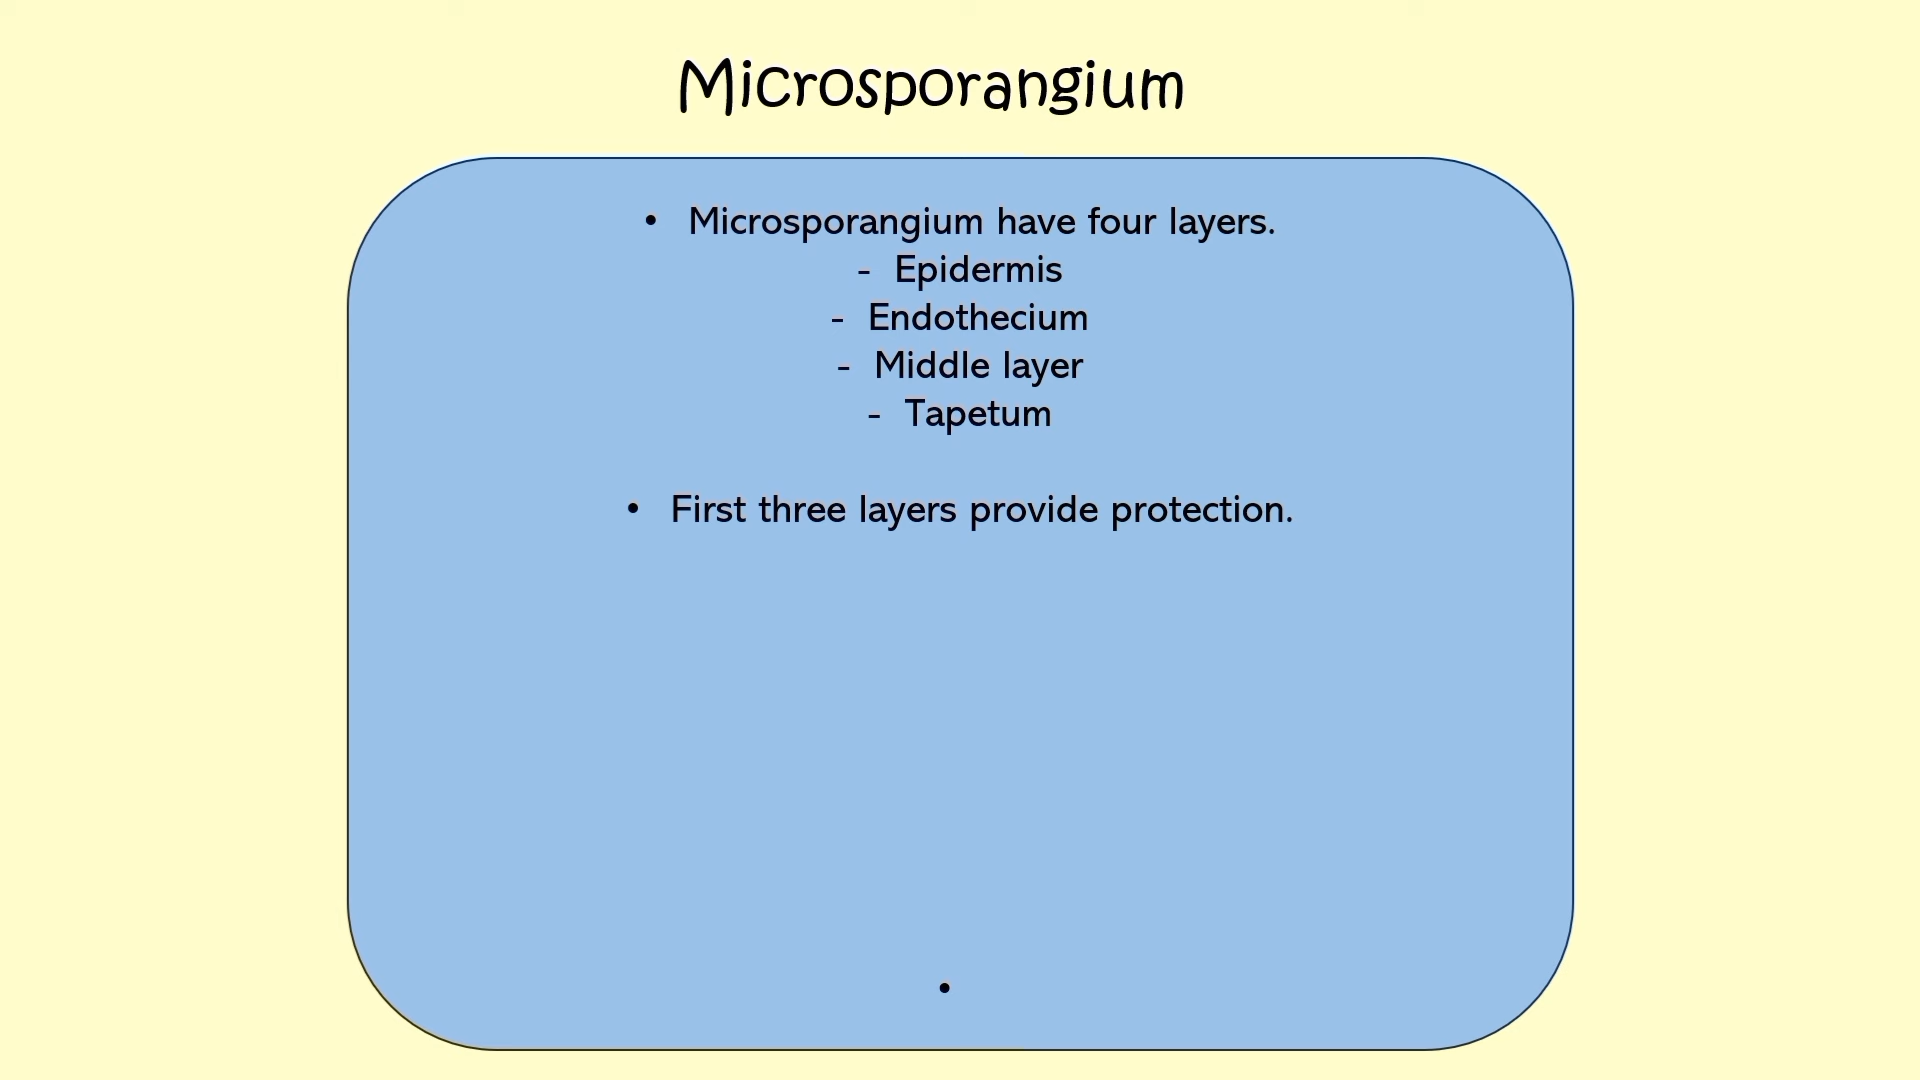 Microsporangium
• Microsporangium have four layers.
- Epidermis
- Endothecium
- Middle layer
- Tapetum
• First three layers provide protection.
•